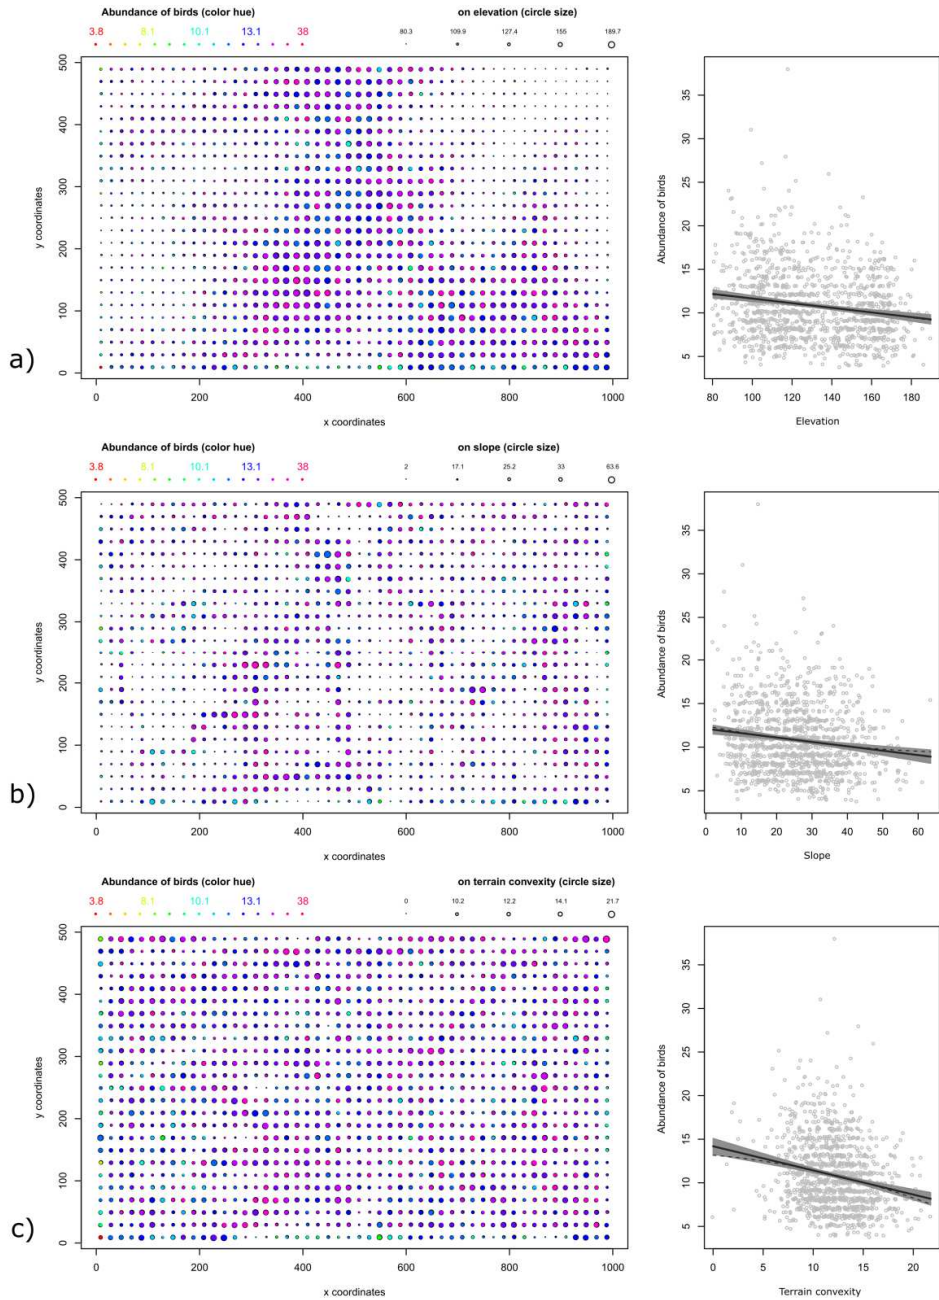 Abundance of birds (color hue) on elevation (circle size)
3.8 8.1 10.1 13.1 38 80.3 109.9 127.4 155 189.7
500
400
300
200
100
0
y coordinates
0 200 400 600 800 1000
x coordinates
a)
35
30
25
20
15
10
5
Abundance of birds
80 100 120 140 160 180
Elevation
Abundance of birds (color hue) on slope (circle size)
3.8 8.1 10.1 13.1 38 2 17.1 25.2 33 63.6
500
400
300
200
100
0
y coordinates
0 200 400 600 800 1000
x coordinates
b)
35
30
25
20
15
10
5
Abundance of birds
0 10 20 30 40 50 60
Slope
Abundance of birds (color hue) on terrain convexity (circle size)
3.8 8.1 10.1 13.1 38 0 10.2 12.2 14.1 21.7
500
400
300
200
100
0
y coordinates
0 200 400 600 800 1000
x coordinates
c)
35
30
25
20
15
10
5
Abundance of birds
0 5 10 15 20
Terrain convexity